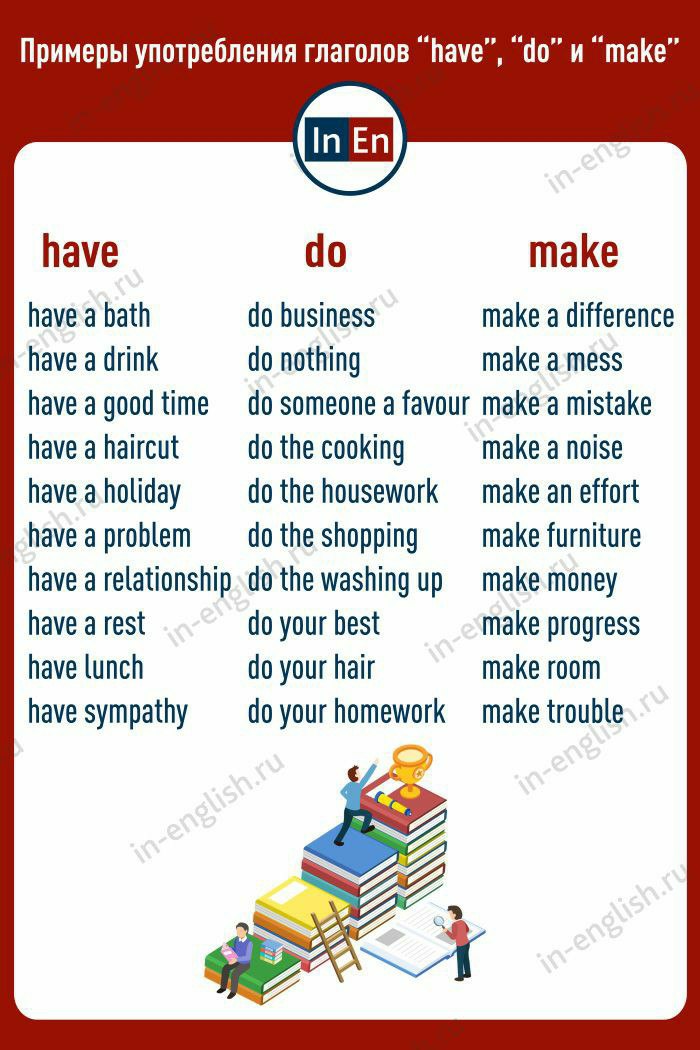 Примеры употребления глаголов “have”, “do” и “make”
In En
have do make
have a bath do business make a difference
have a drink do nothing make a mess
have a good time do someone a favour make a mistake
have a haircut do the cooking make a noise
have a holiday do the housework make an effort
have a problem do the shopping make furniture
have a relationship do the washing up make money
have a rest do your best make progress
have lunch do your hair make room
have sympathy do your homework make trouble
in-english.ru